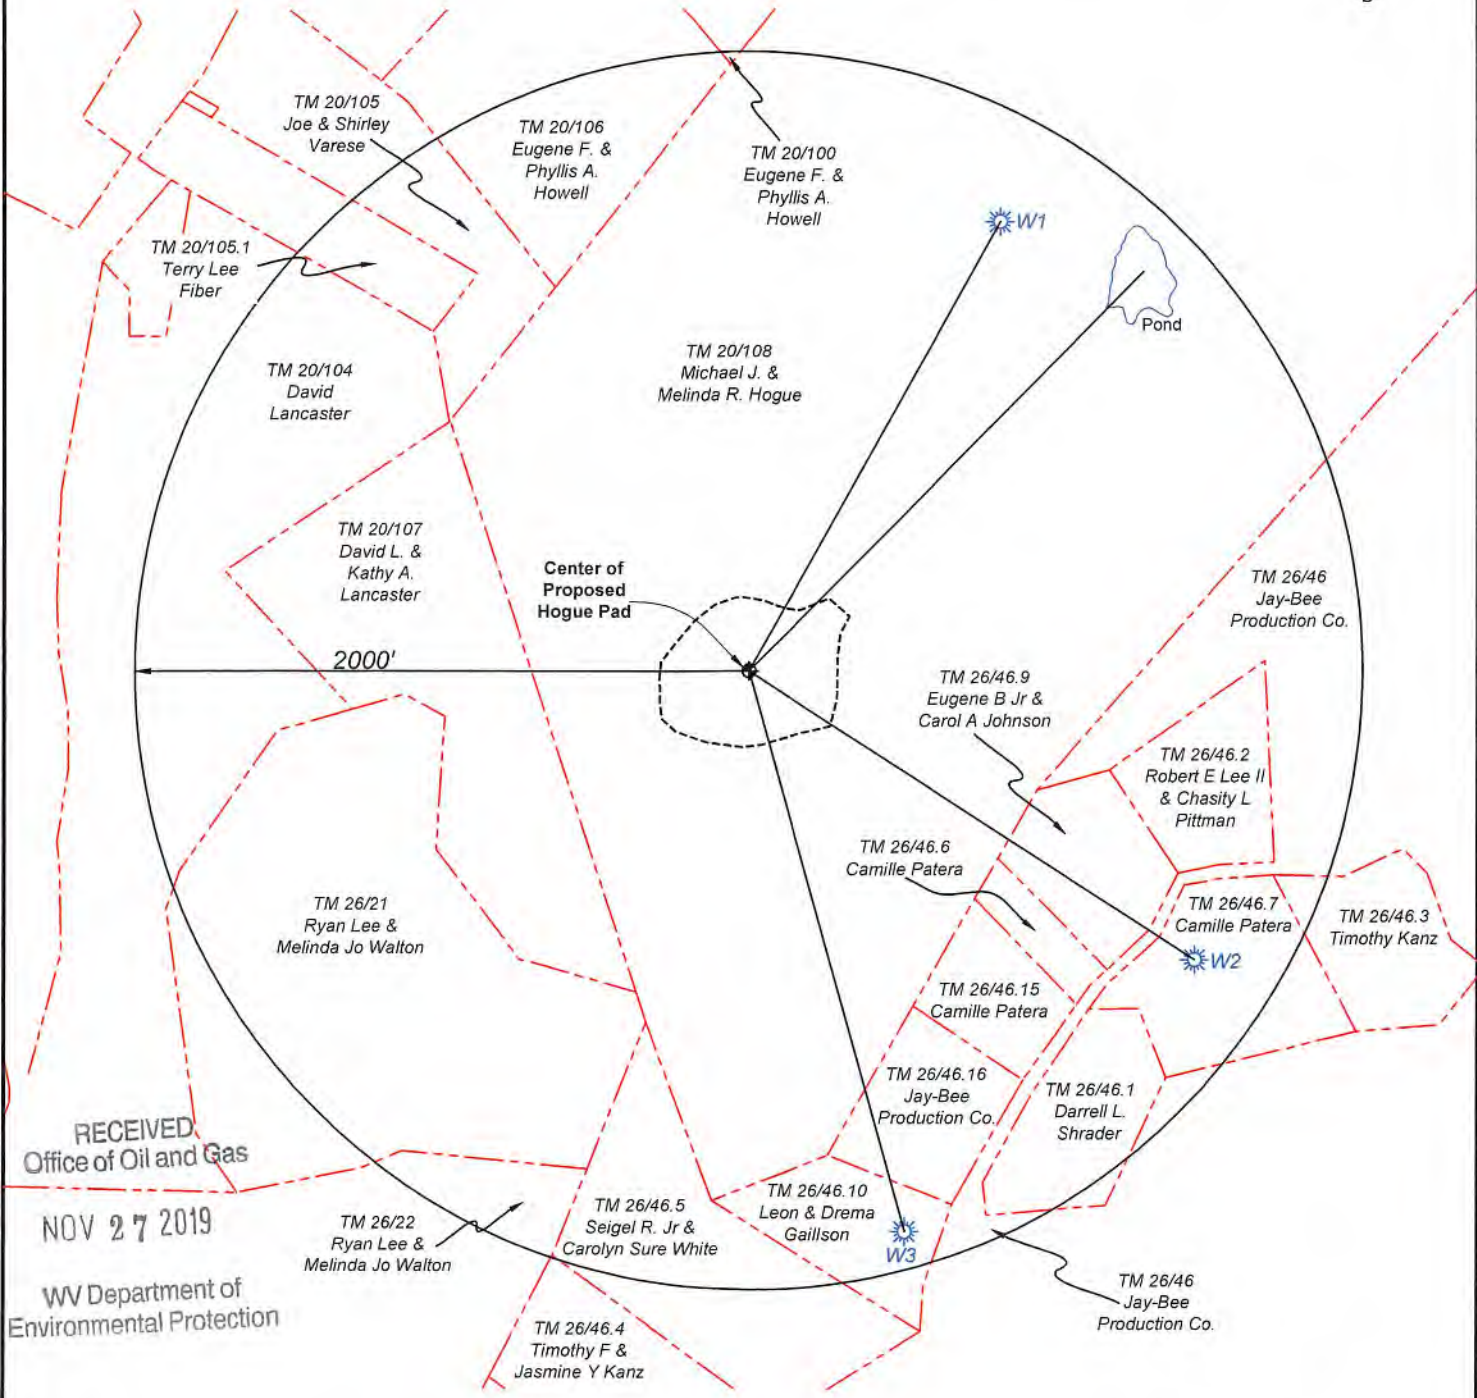 TM 20/105
Joe & Shirley
Varese
TM 20/106
Eugene F. &
Phyllis A.
Howell
TM 20/100
Eugene F. &
Phyllis A.
Howell
W1
TM 20/105.1
Terry Lee
Fiber
Pond
TM 20/104
David
Lancaster
TM 20/108
Michael J. &
Melinda R. Hogue
TM 20/107
David L. &
Kathy A.
Lancaster
Center of
Proposed
Hogue Pad
TM 26/46
Jay-Bee
Production Co.
2000'
TM 26/46.9
Eugene B Jr &
Carol A Johnson
TM 26/46.2
Robert E Lee II
& Chasity L
Pittman
TM 26/46.6
Camille Patera
TM 26/21
Ryan Lee &
Melinda Jo Walton
TM 26/46.7
Camille Patera
TM 26/46.3
Timothy Kanz
W2
TM 26/46.15
Camille Patera
TM 26/46.16
Jay-Bee
Production Co.
TM 26/46.1
Darrell L.
Shrader
RECEIVED
Office of Oil and Gas
NOV 27 2019
WV Department of
Environmental Protection
TM 26/22
Ryan Lee &
Melinda Jo Walton
TM 26/46.5
Seigel R. Jr &
Carolyn Sure White
TM 26/46.10
Leon & Drema
Gaillson
W3
TM 26/46
Jay-Bee
Production Co.
TM 26/46.4
Timothy F &
Jasmine Y Kanz